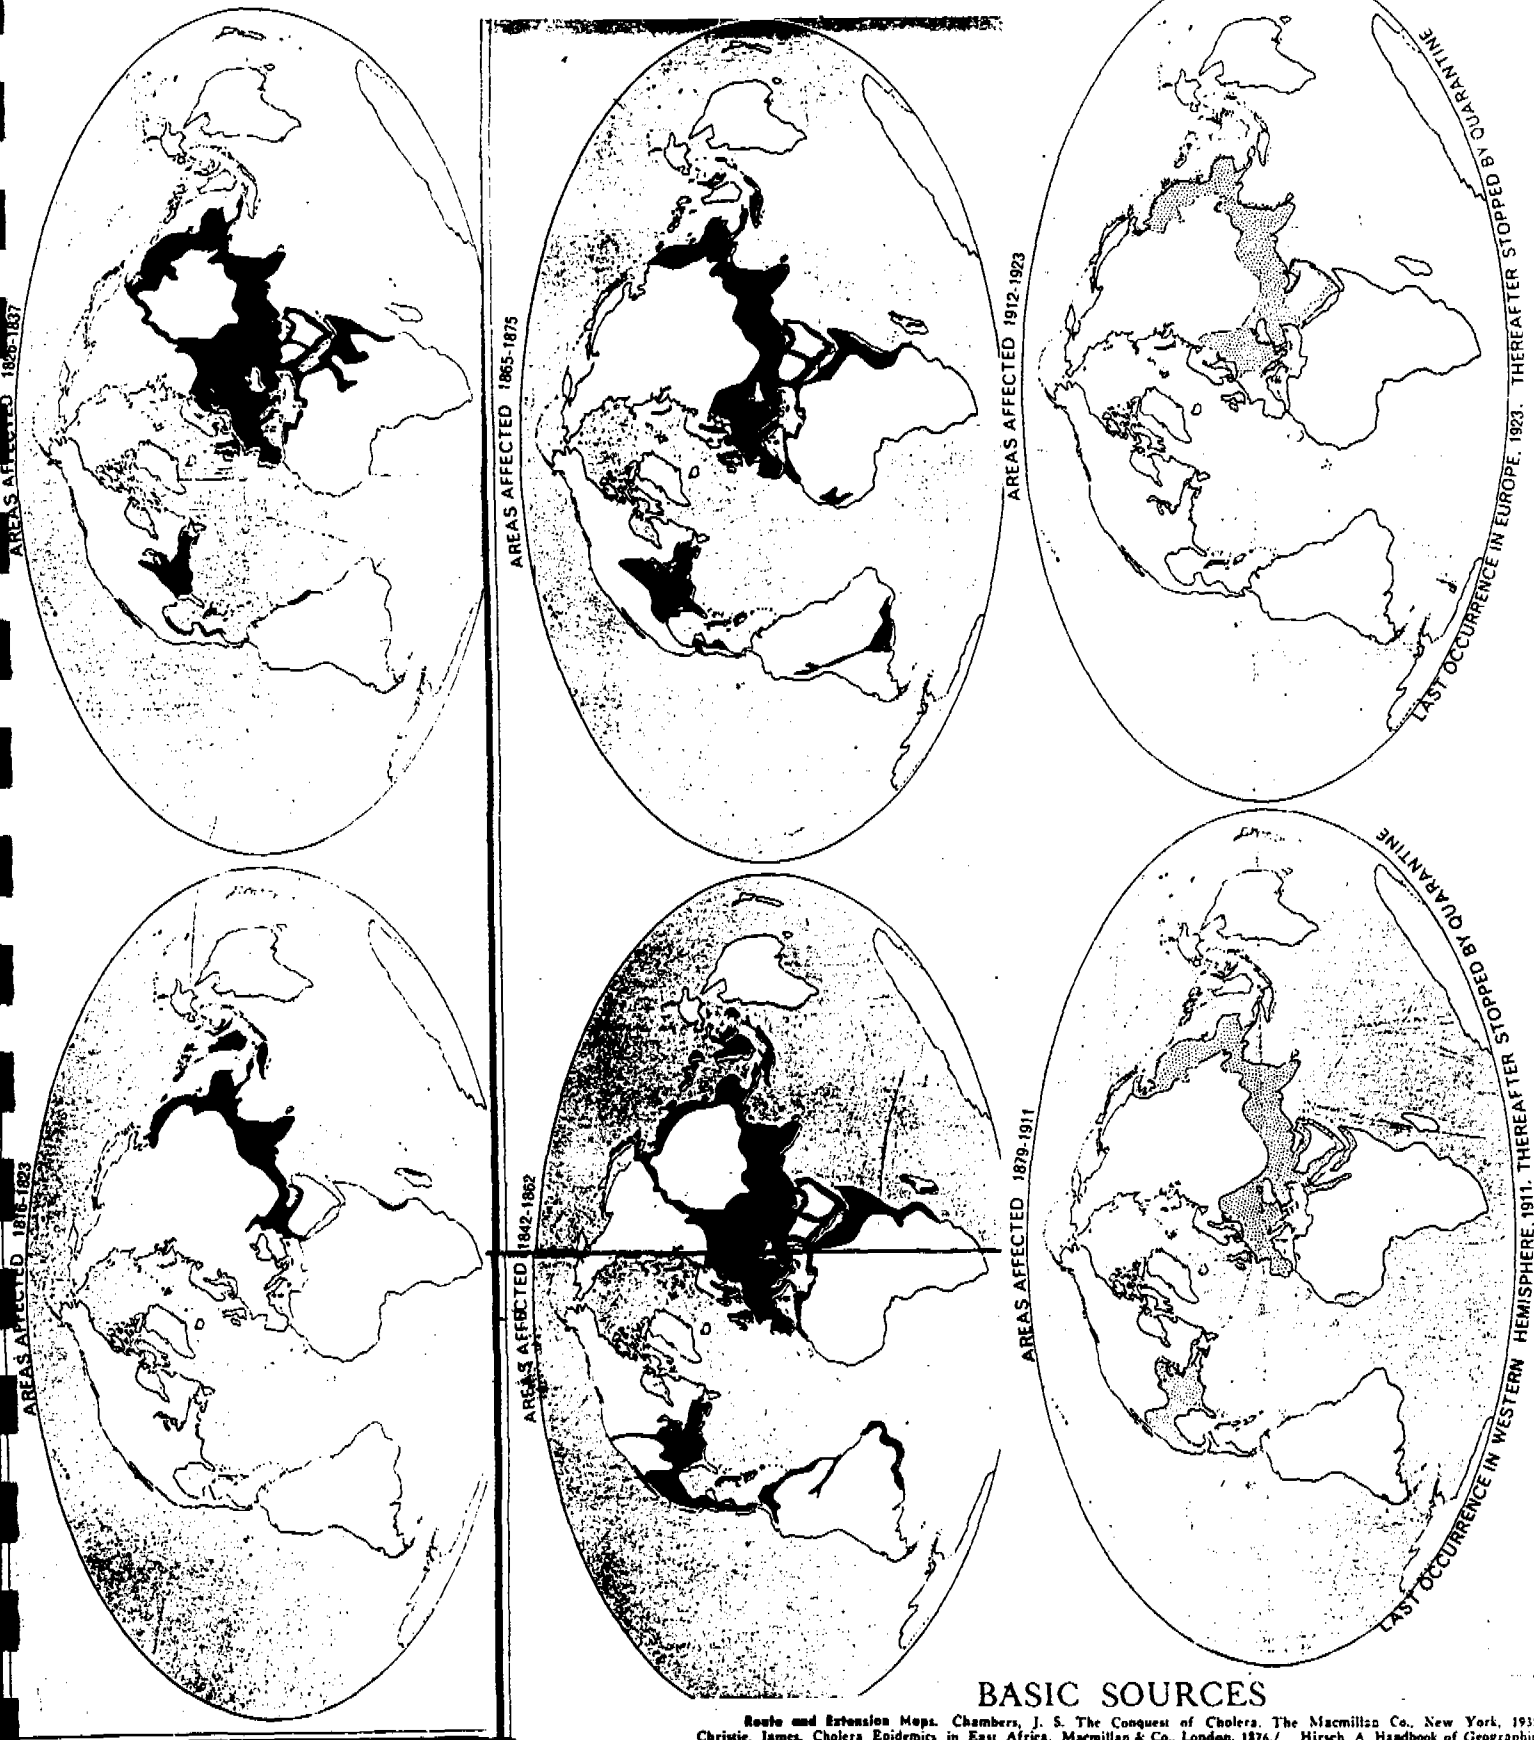 AREAS AFFECTED 1826-1837
AREAS AFFECTED 1865-1875
AREAS AFFECTED 1912-1923
LAST OCCURRENCE IN EUROPE, 1923. THEREAFTER STOPPED BY QUARANTINE
AREAS AFFECTED 1816-1823
AREAS AFFECTED 1842-1862
AREAS AFFECTED 1879-1911
LAST OCCURRENCE IN WESTERN HEMISPHERE 1911. THEREAFTER STOPPED BY QUARANTINE
BASIC SOURCES
Route and Extension Maps. Chambers, J. S. The Conquest of Cholera. The Macmillan Co., New York, 193
Christie, James, Cholera Epidemics in East Africa, Macmillan & Co., London, 1876./ Hirsch, A. Handbook of Geographi